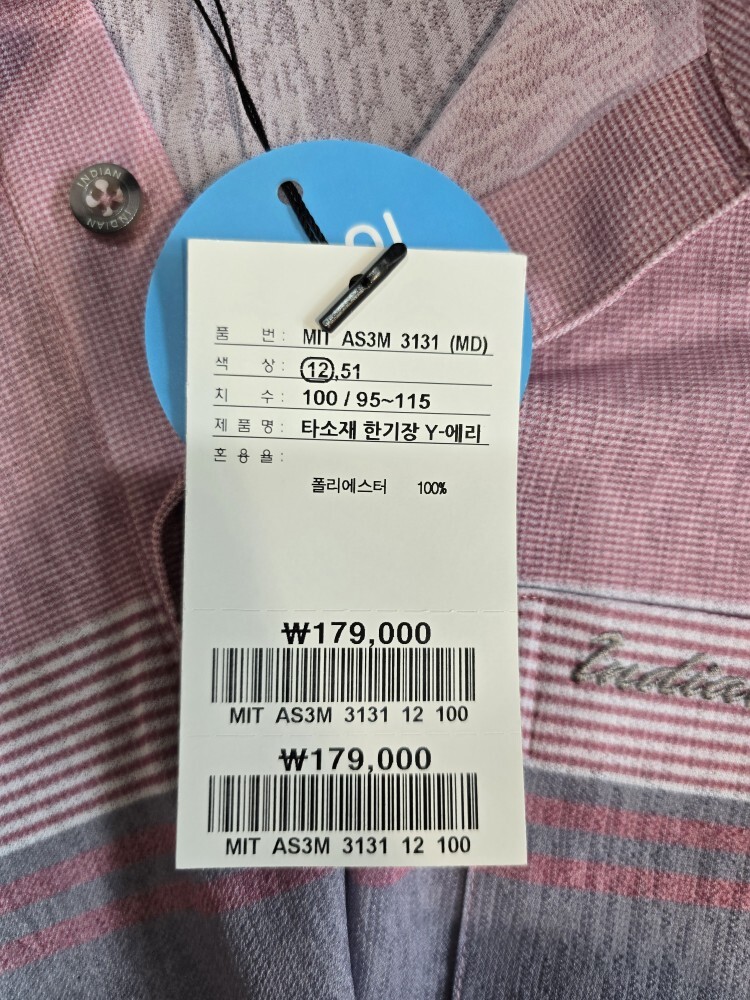 INDIAN
INDIAN
품 번 : MIT AS3M 3131 (MD)
색 상 : 12,51
치 수 : 100 / 95~115
제 품 명 : 타소재 한기장 Y-에리
혼 용 율 :
폴리에스터 100%
₩179,000
MIT AS3M 3131 12 100
₩179,000
MIT AS3M 3131 12 100